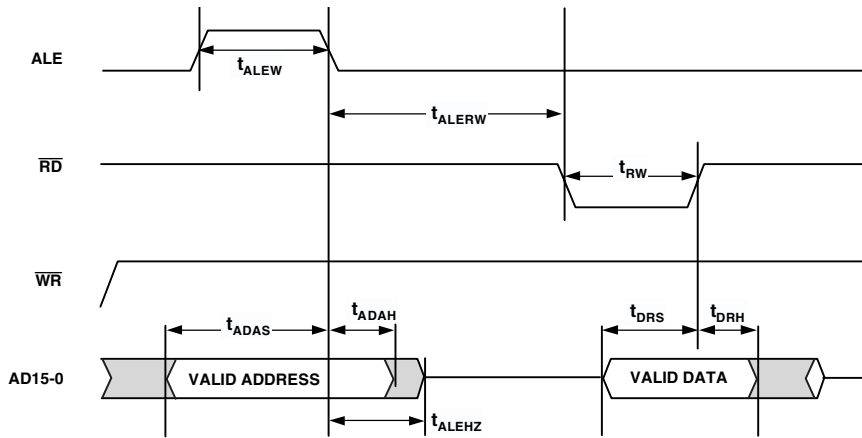 ALE
tALEW
tALERW
RD
tRW
WR
tADAS
tADAH
tDRS
tDRH
AD15-0
VALID ADDRESS
VALID DATA
tALEHZ